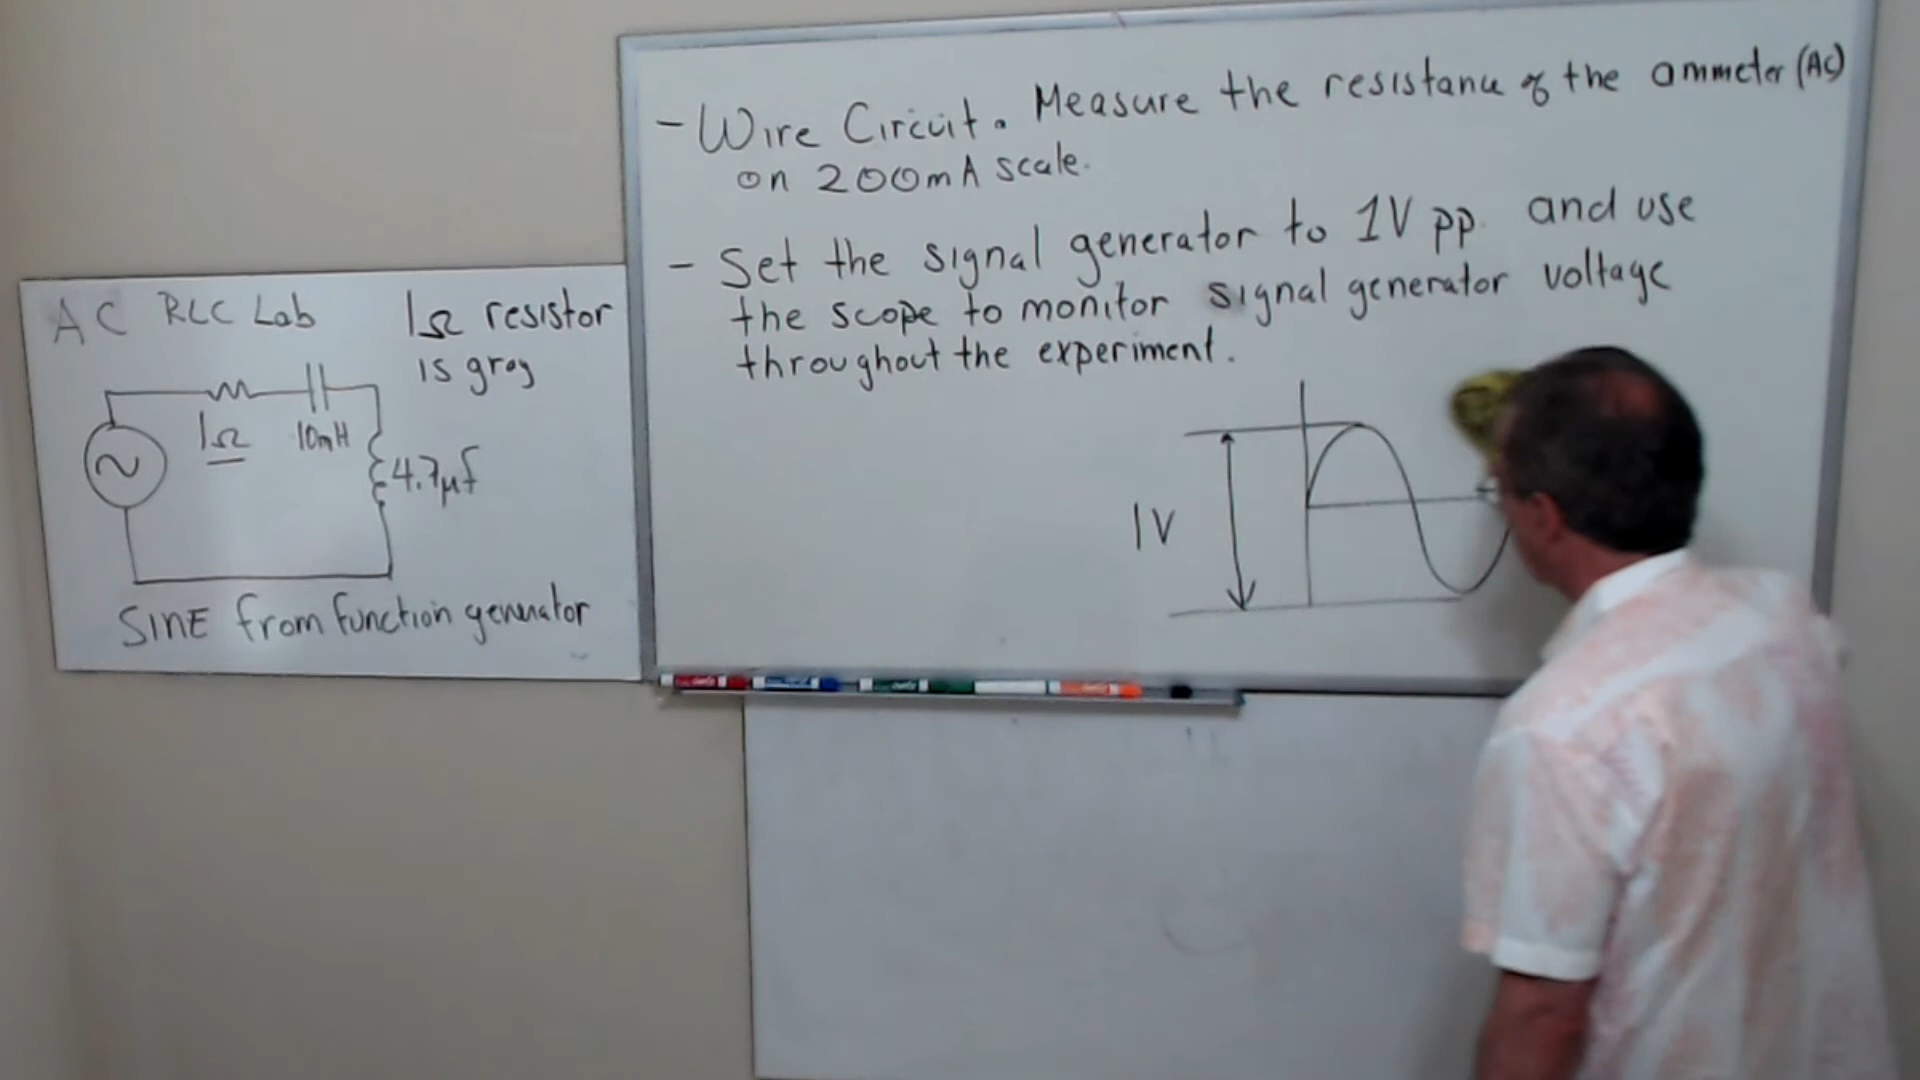 AC RLC Lab
1Ω resistor
is gray
1Ω
10mH
4.7μf
SINE from function generator
- Wire Circuit. Measure the resistance of the ammeter (AC)
on 200mA scale.
- Set the signal generator to 1V pp. and use
the scope to monitor signal generator voltage
throughout the experiment.
1V